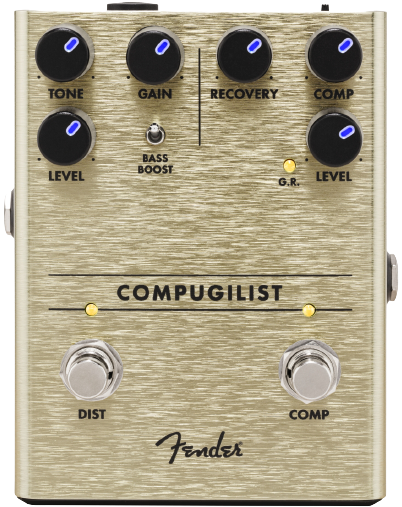 TONE GAIN RECOVERY COMP
LEVEL BASS BOOST G.R. LEVEL
COMPUGILIST
DIST COMP
Fender